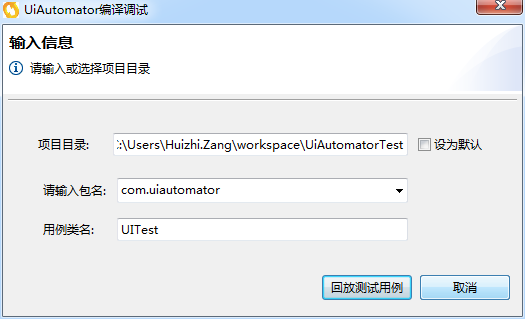 UiAutomator编译调试
输入信息
请输入或选择项目目录
项目目录: :\Users\Huizhi.Zang\workspace\UiAutomatorTest 设为默认
请输入包名: com.uiautomator
用例类名: UITest
回放测试用例 取消